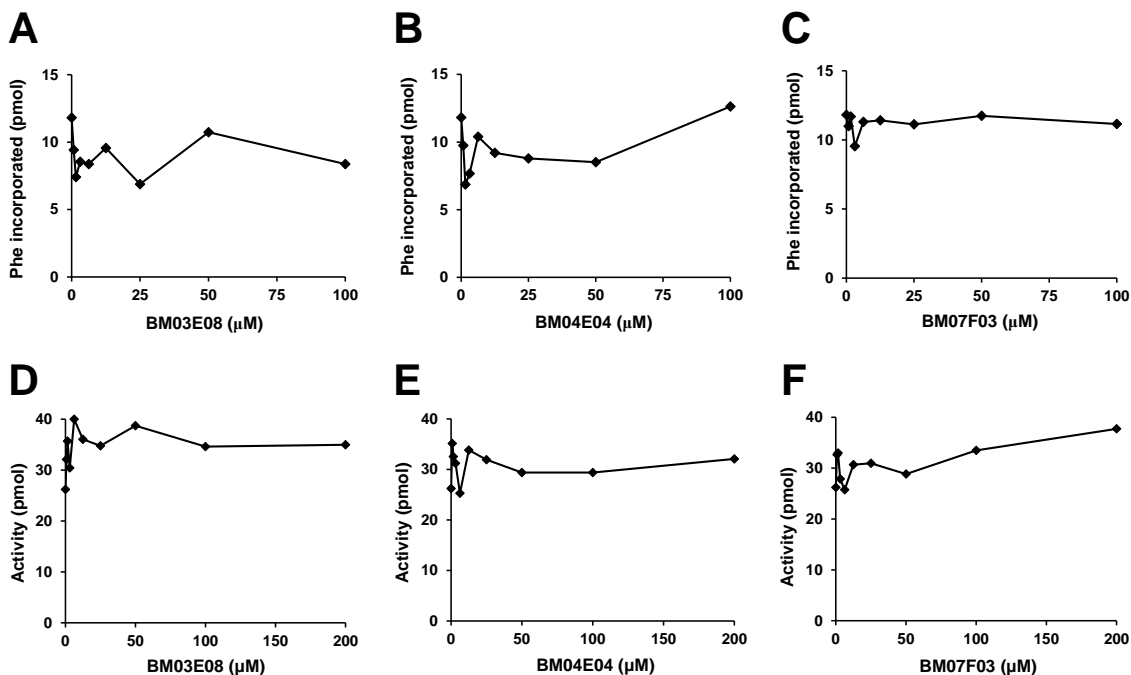 A
B
C
Phe incorporated (pmol)
15
10
5
0
0 25 50 75 100
BM03E08 (µM)
Phe incorporated (pmol)
15
10
5
0
0 25 50 75 100
BM04E04 (µM)
Phe incorporated (pmol)
15
10
5
0
0 25 50 75 100
BM07F03 (µM)
D
E
F
Activity (pmol)
40
30
20
10
0
0 50 100 150 200
BM03E08 (µM)
Activity (pmol)
40
30
20
10
0
0 50 100 150 200
BM04E04 (µM)
Activity (pmol)
40
30
20
10
0
0 50 100 150 200
BM07F03 (µM)